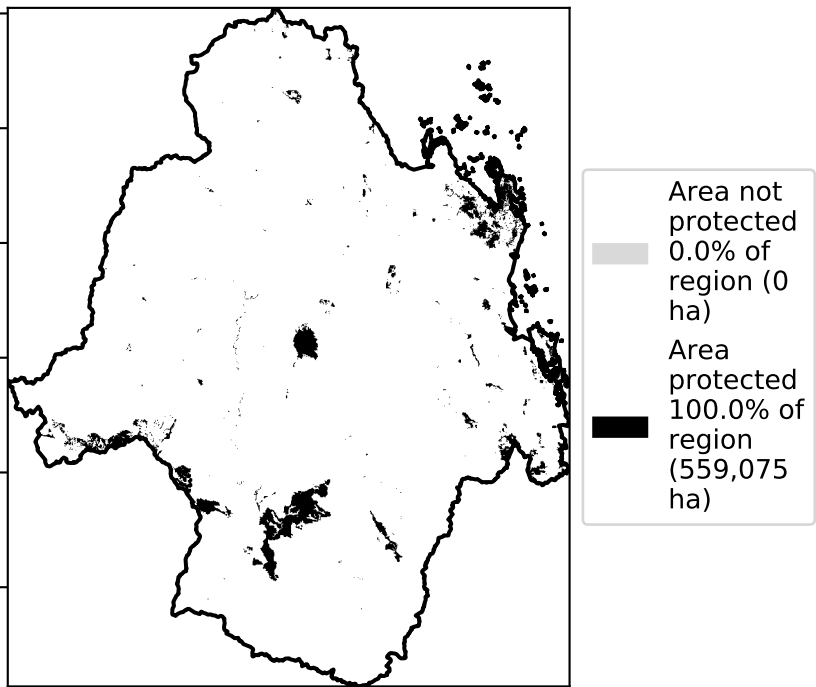 Area not
protected
0.0% of
region (0
ha)
Area
protected
100.0% of
region
(559,075
ha)